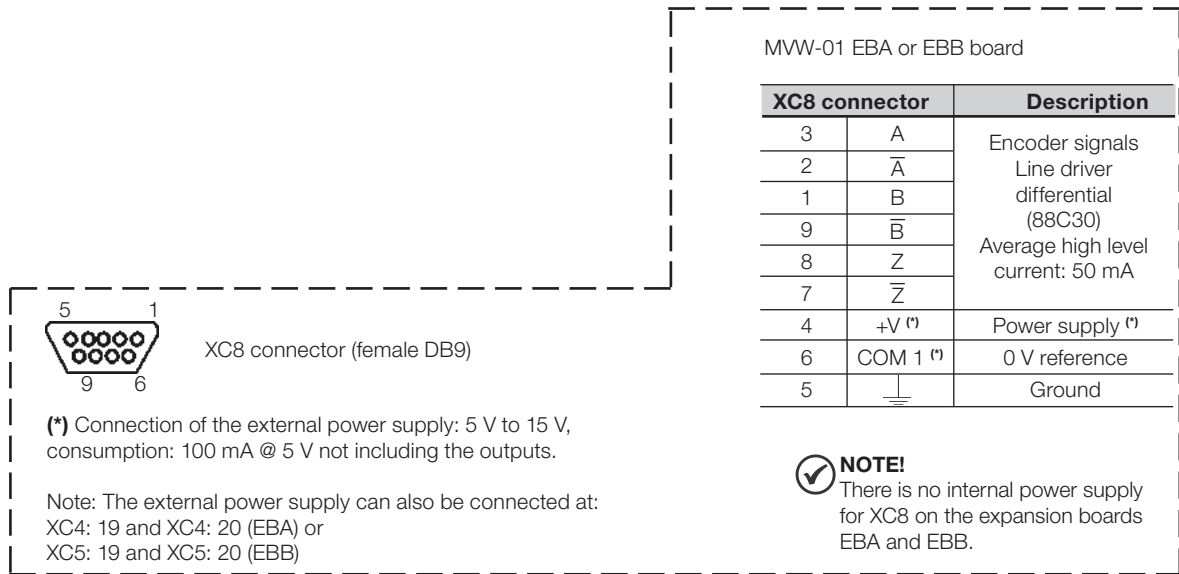 MVW-01 EBA or EBB board
XC8 connector Description
3 A Encoder signals
Line driver
differential
(88C30)
Average high level
current: 50 mA
2 A̅
1 B
9 B̅
8 Z
7 Z̅
4 +V (*) Power supply (*)
6 COM 1 (*) 0 V reference
5 Ground
NOTE!
There is no internal power supply
for XC8 on the expansion boards
EBA and EBB.
5 1
9 6
XC8 connector (female DB9)
(*) Connection of the external power supply: 5 V to 15 V,
consumption: 100 mA @ 5 V not including the outputs.
Note: The external power supply can also be connected at:
XC4: 19 and XC4: 20 (EBA) or
XC5: 19 and XC5: 20 (EBB)